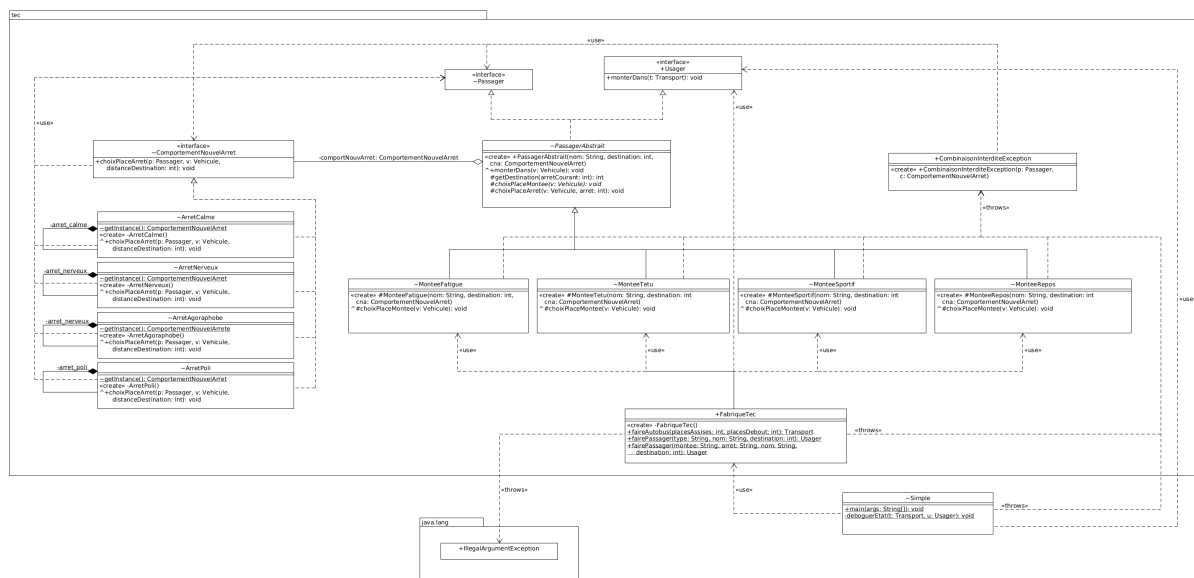 tec
«use»
«interface»
~Passager
«interface»
+Usager
+monterDans(t: Transport): void
«use»
«use»
«interface»
~ComportementNouvelArret
+choixPlaceArret(p: Passager, v: Vehicule,
distanceDestination: int): void
-comportNouvArret: ComportementNouvelArret
~PassagerAbstrait
«create» +PassagerAbstrait(nom: String, destination: int,
cna: ComportementNouvelArret)
^+monterDans(v: Vehicule): void
#getDestination(arretCourant: int): int
#choixPlaceMontee(v: Vehicule): void
#choixPlaceArret(v: Vehicule, arret: int): void
+CombinaisonInterditeException
«create» +CombinaisonInterditeException(p: Passager,
c: ComportementNouvelArret)
«throws»
-arret_calme
~ArretCalme
~getInstance(): ComportementNouvelArret
«create» -ArretCalme()
^+choixPlaceArret(p: Passager, v: Vehicule,
distanceDestination: int): void
-arret_nerveux
~ArretNerveux
~getInstance(): ComportementNouvelArret
«create» -ArretNerveux()
^+choixPlaceArret(p: Passager, v: Vehicule,
distanceDestination: int): void
-arret_nerveux
~ArretAgoraphobe
~getInstance(): ComportementNouvelArrete
«create» -ArretAgoraphobe()
^+choixPlaceArret(p: Passager, v: Vehicule,
distanceDestination: int): void
-arret_poli
~ArretPoli
~getInstance(): ComportementNouvelArret
«create» -ArretPoli()
^+choixPlaceArret(p: Passager, v: Vehicule,
distanceDestination: int): void
~MonteeFatigue
«create» #MonteeFatigue(nom: String, destination: int,
cna: ComportementNouvelArret)
^#choixPlaceMontee(v: Vehicule): void
~MonteeTetu
«create» #MonteeTetu(nom: String, destination: int
cna: ComportementNouvelArret)
^#choixPlaceMontee(v: Vehicule): void
~MonteeSportif
«create» #MonteeSportif(nom: String, destination: int
cna: ComportementNouvelArret)
^#choixPlaceMontee(v: Vehicule): void
~MonteeRepos
«create» #MonteeRepos(nom: String, destination: int
cna: ComportementNouvelArret)
^#choixPlaceMontee(v: Vehicule): void
«use»
«use»
«use»
«use»
«use»
+FabriqueTec
«create» -FabriqueTec()
+faireAutobus(placesAssises: int, placesDebout: int): Transport
+fairePassager(type: String, nom: String, destination: int): Usager
+fairePassager(montee: String, arret: String, nom: String,
destination: int): Usager
«throws»
«throws»
«use»
~Simple
+main(args: String[]): void
-deboguerEtat(t: Transport, u: Usager): void
«throws»
java.lang
+IllegalArgumentException